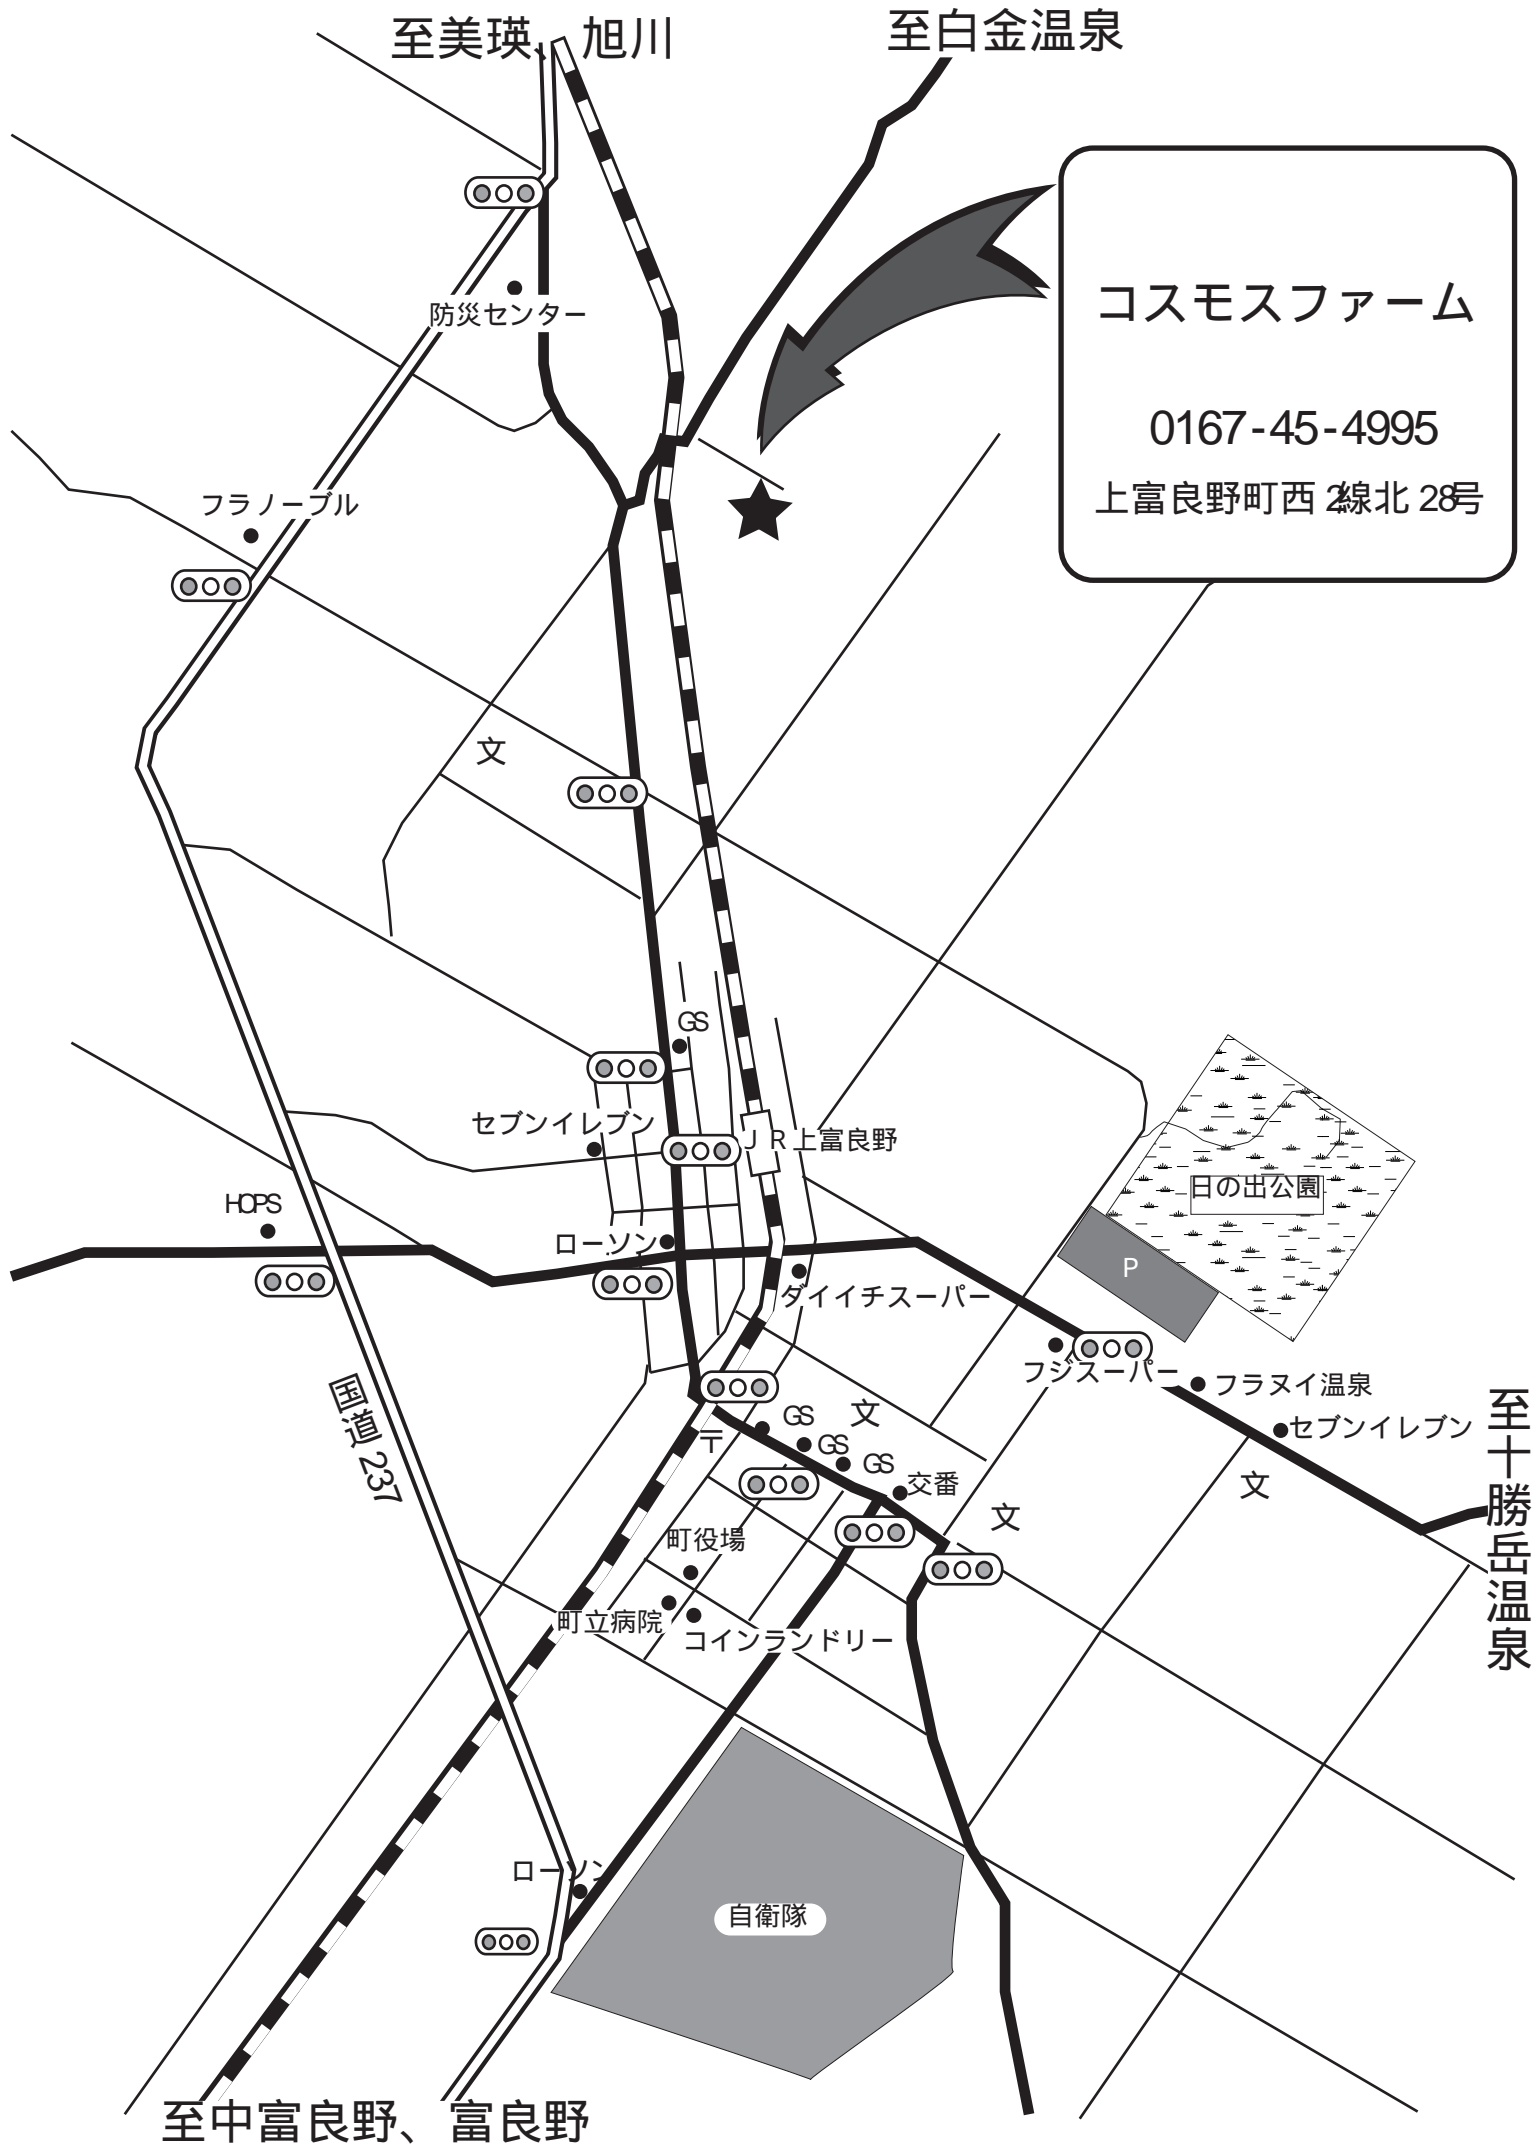 至美瑛、旭川
至白金温泉
コスモスファーム
0167-45-4995
上富良野町西2線北28号
防災センター
フラノーブル
文
GS
セブンイレブン
JR上富良野
HOPS
ローソン
日の出公園
P
ダイイチスーパー
フジスーパー
フラヌイ温泉
セブンイレブン
至十勝岳温泉
国道237
〒
GS
文
GS
GS
交番
文
文
町役場
町立病院
コインランドリー
ローソン
自衛隊
至中富良野、富良野